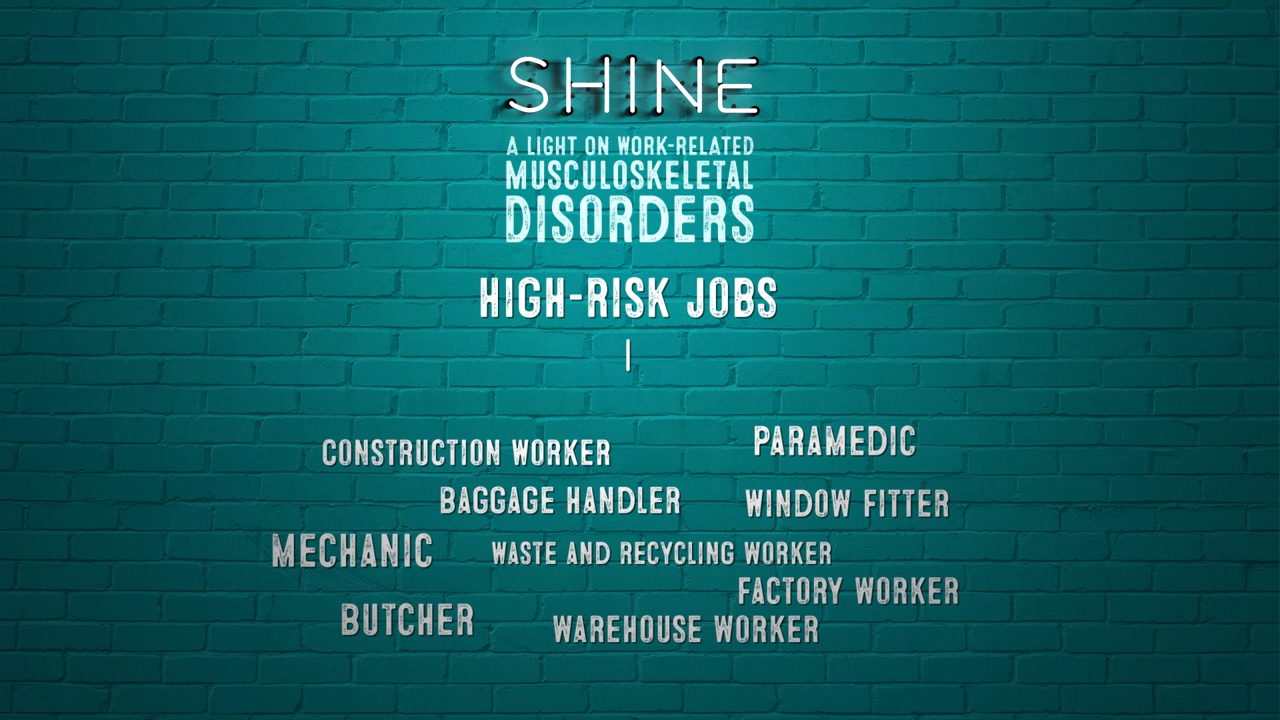 SHINE
A LIGHT ON WORK-RELATED
MUSCULOSKELETAL
DISORDERS
HIGH-RISK JOBS
CONSTRUCTION WORKER
PARAMEDIC
BAGGAGE HANDLER
WINDOW FITTER
MECHANIC
WASTE AND RECYCLING WORKER
FACTORY WORKER
BUTCHER
WAREHOUSE WORKER